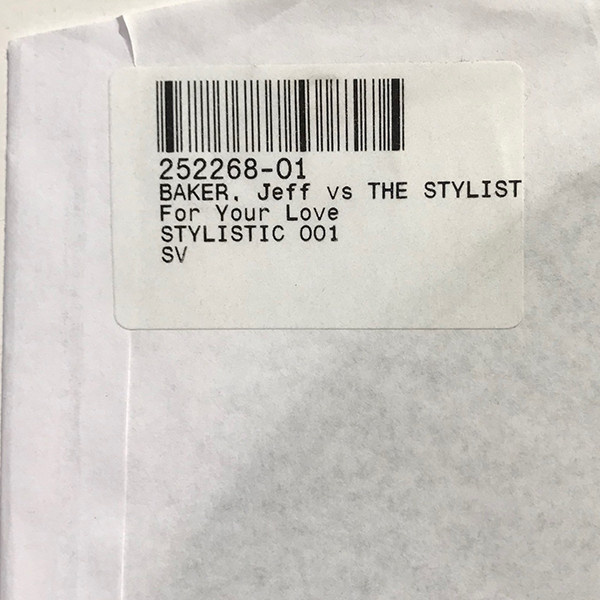 252268-01
BAKER, Jeff vs THE STYLIST
For Your Love
STYLISTIC 001
SV